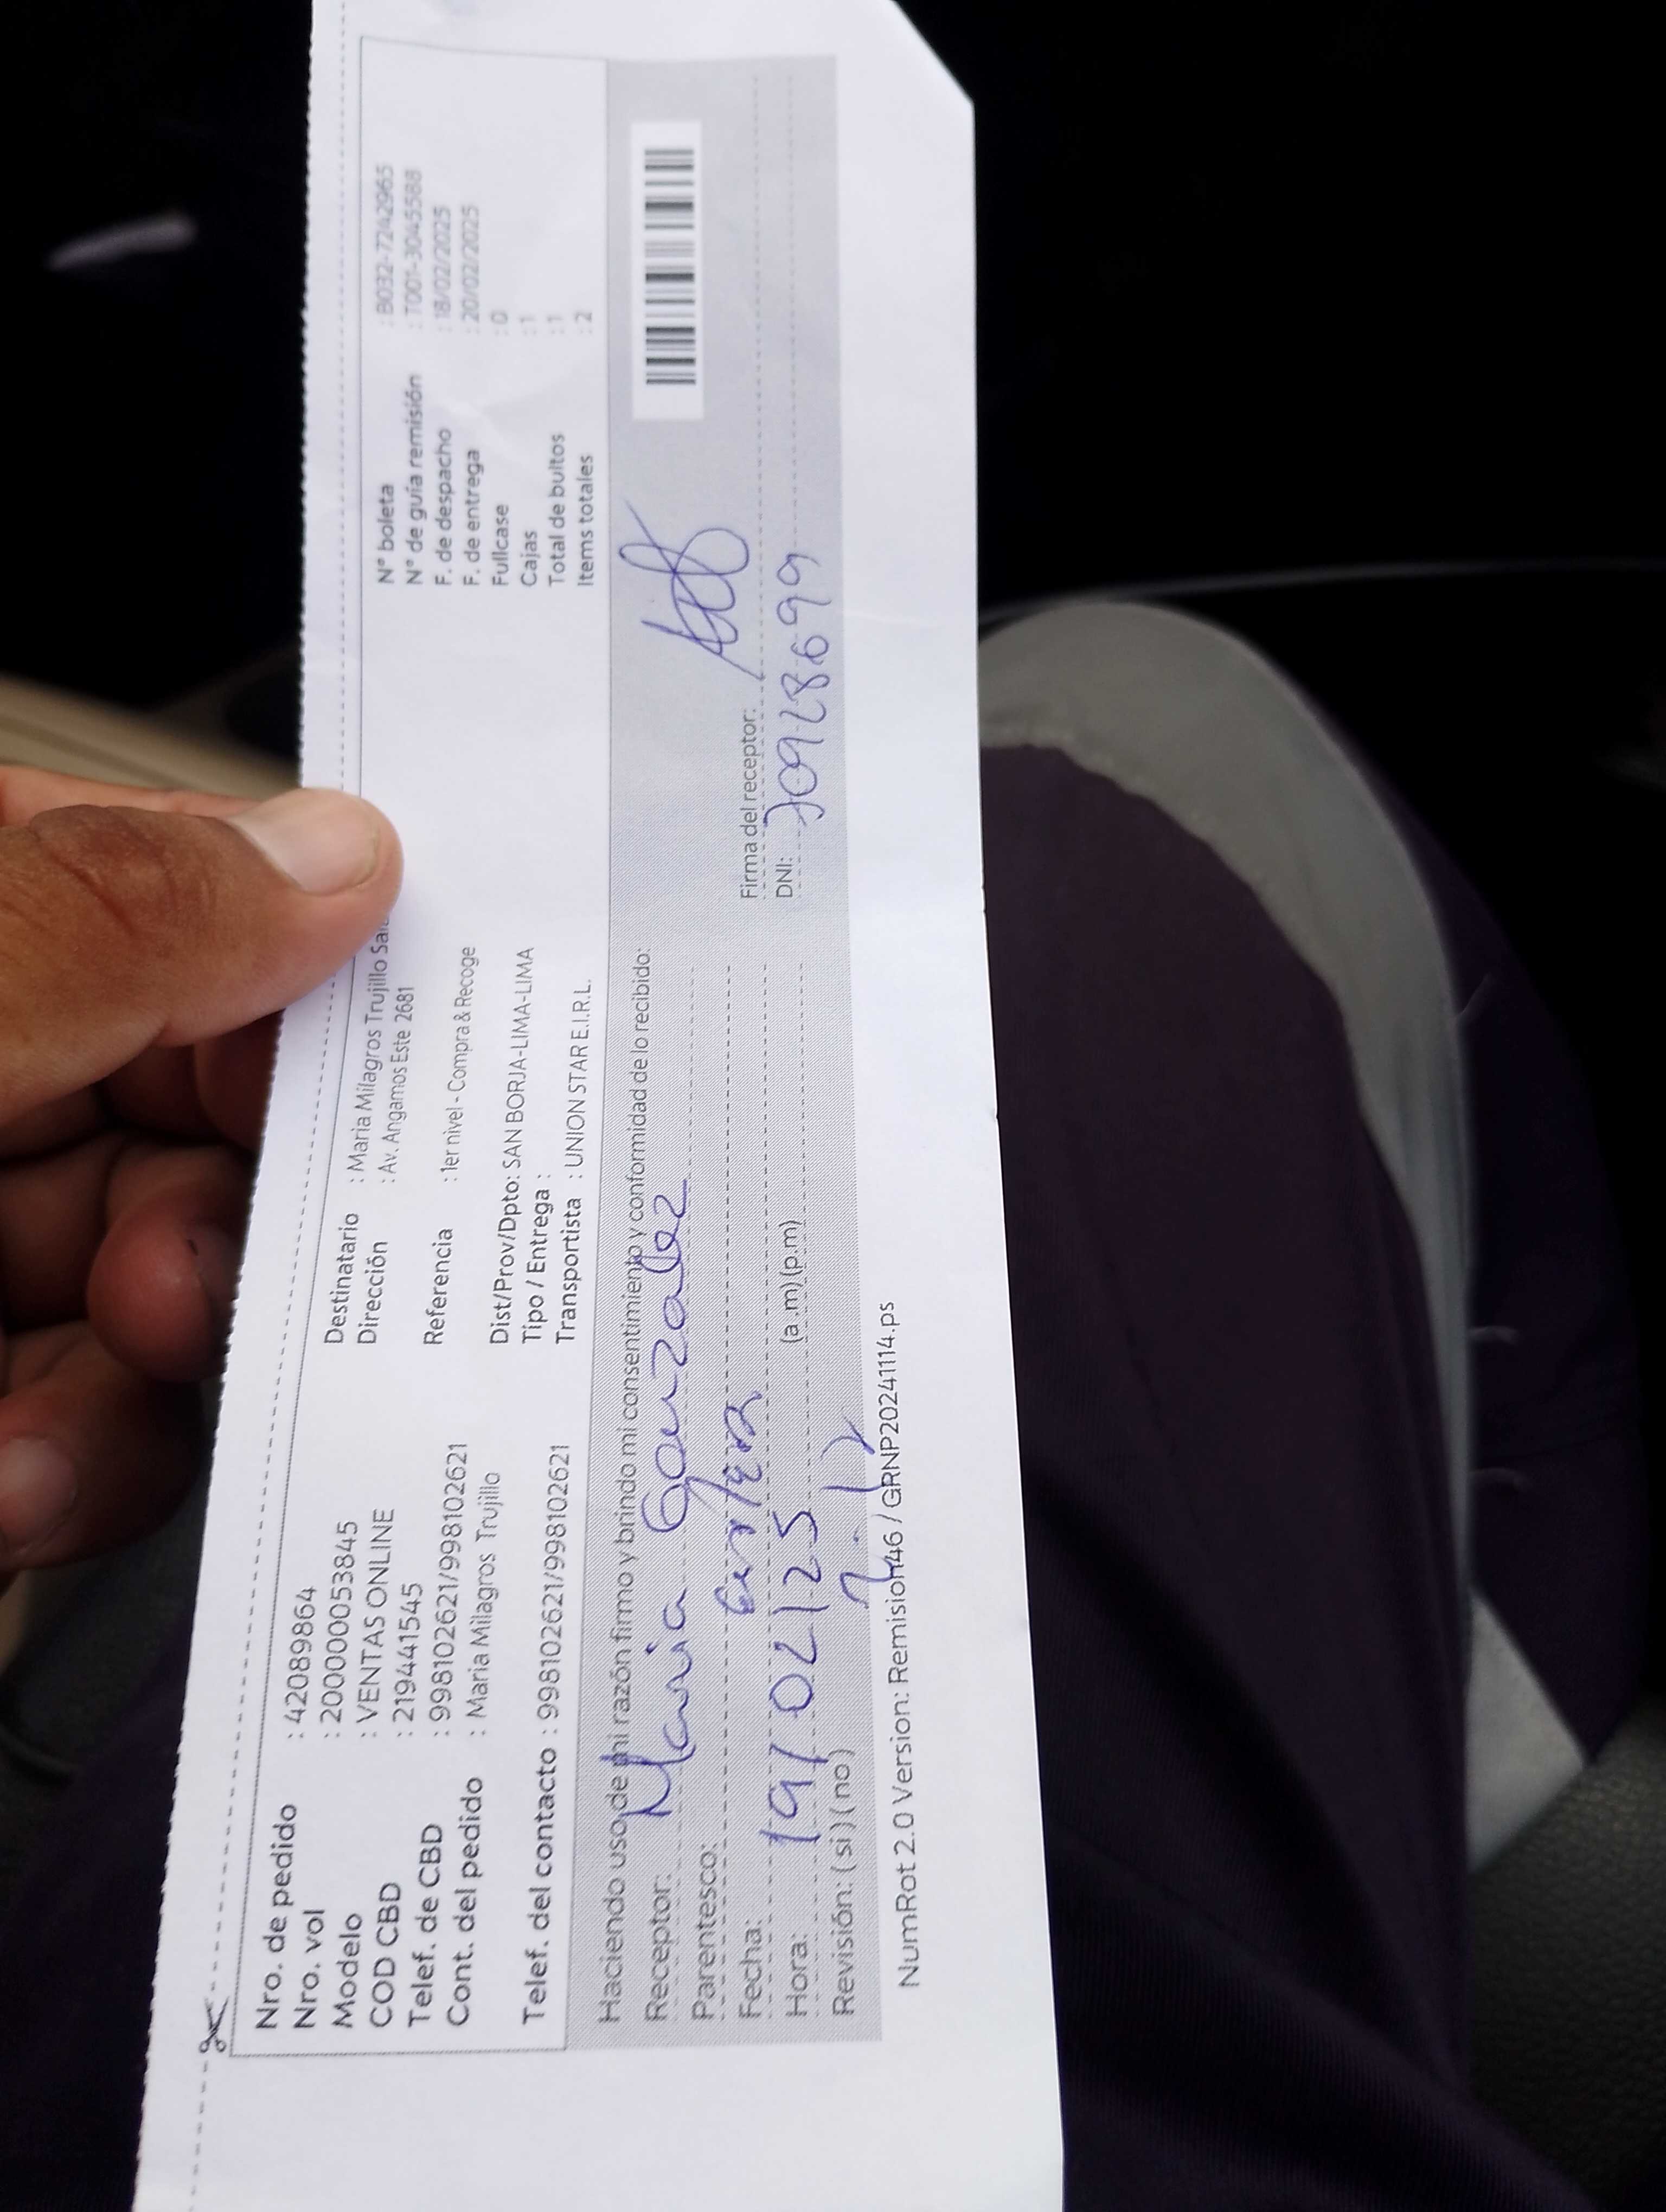 Nro. de pedido : 42089864
Nro. vol : 200000053845
Modelo : VENTAS ONLINE
COD CBD : 219441545
Telef. de CBD : 998102621/998102621
Cont. del pedido : Maria Milagros Trujillo
Telef. del contacto : 998102621/998102621
Destinatario : Maria Milagros Trujillo
Dirección : Av. Angamos Este 2681
Referencia : 1er nivel - Compra & Recoge
Dist/Prov/Dpto: SAN BORJA-LIMA-LIMA
Tipo / Entrega :
Transportista : UNION STAR E.I.R.L.
N° boleta : B032-7242965
N° de guía remisión : T001-3045588
F. de despacho : 18/02/2025
F. de entrega : 20/02/2025
Fullcase : 0
Cajas : 1
Total de bultos : 1
Items totales : 2
Haciendo uso de mi razón firmo y brindo mi consentimiento y conformidad de lo recibido:
Receptor: Maria Gonzalez
Parentesco:
Fecha: 19/02/25
Hora: (a.m) (p.m)
Revisión: (si) (no)
Firma del receptor:
DNI: 70928699
NumRot 2.0 Version: Remision46 / GRNP20241114.ps